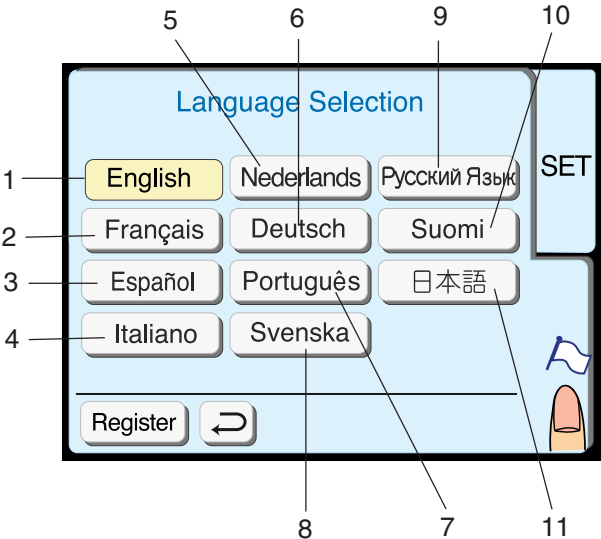 5 6 9 10
Language Selection
SET
1 English Nederlands Русский Язык
2 Français Deutsch Suomi
3 Español Português 日本語
4 Italiano Svenska
Register
8 7 11